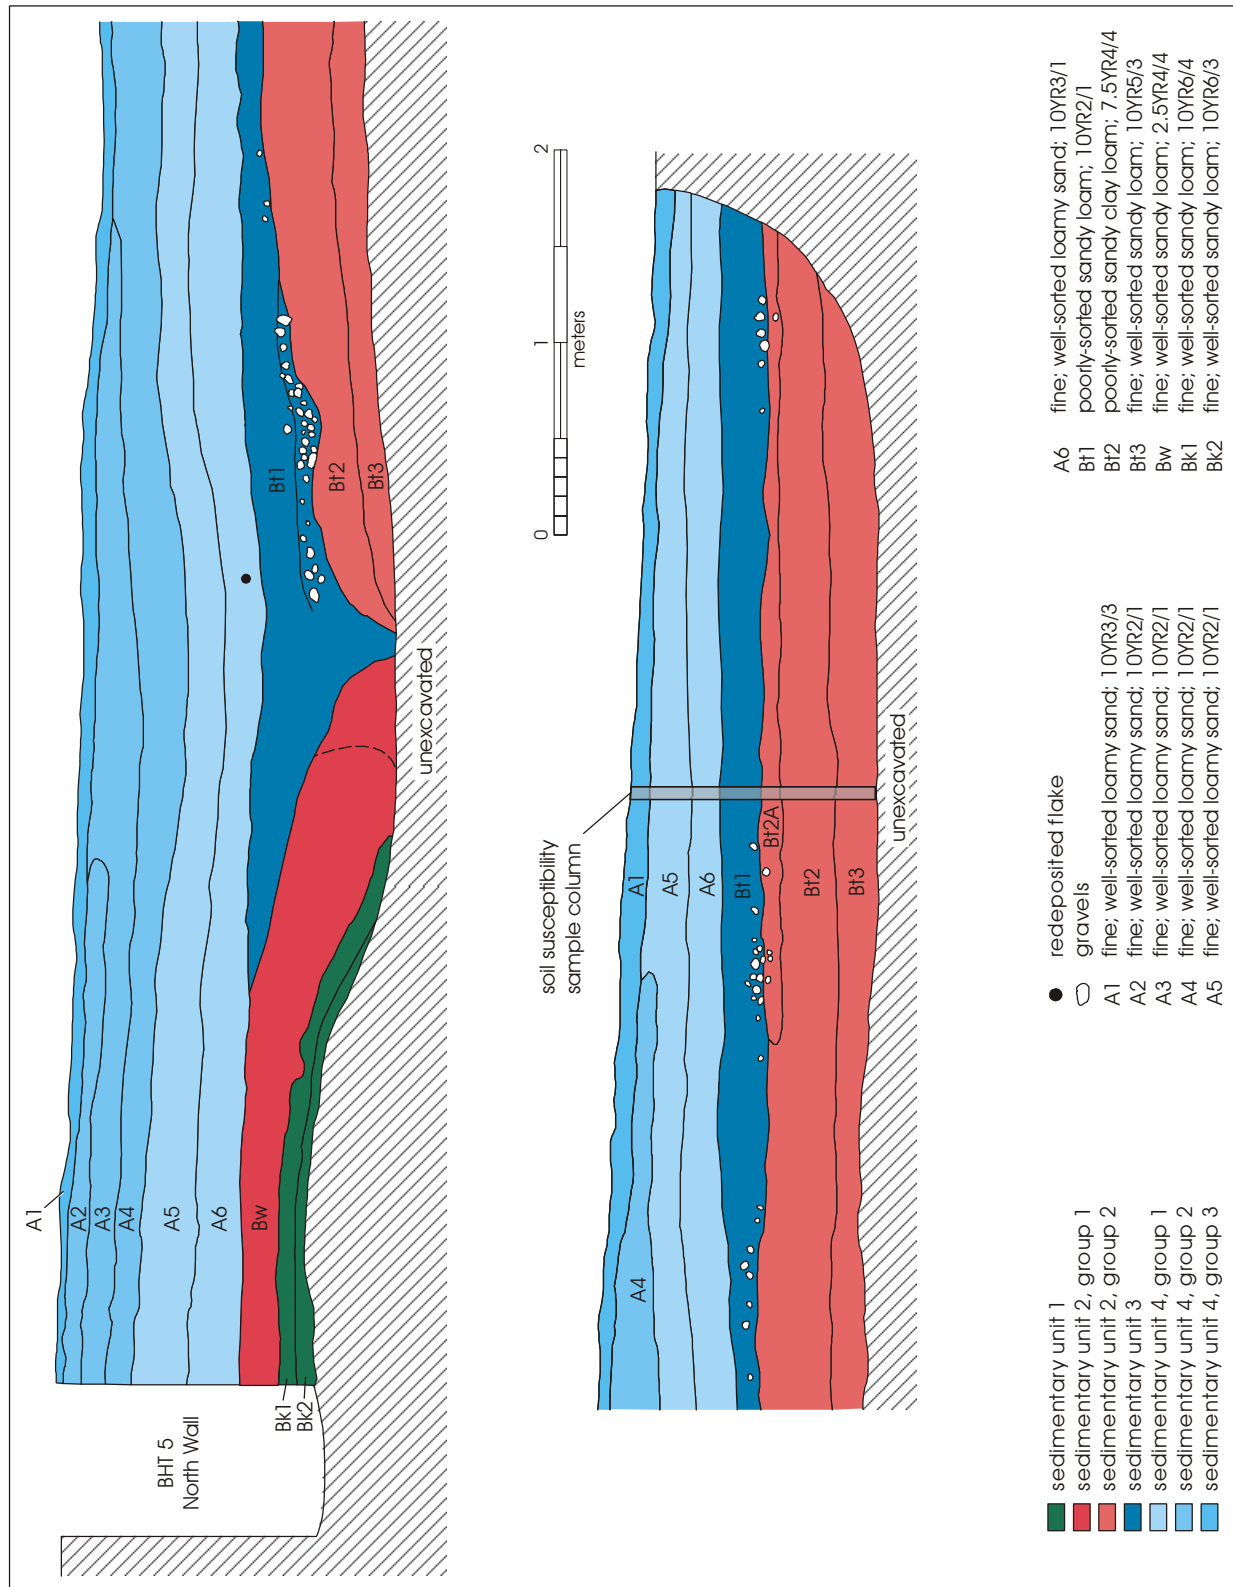 A1
A2
A3
A4
A5
A6
Bw
Bk1
Bk2
BHT 5
North Wall
Bt1
Bt2
Bt3
unexcavated
0
1
2
meters
soil susceptibility
sample column
A4
A1
A5
A6
Bt1
Bt2A
Bt2
Bt3
unexcavated
sedimentary unit 1
sedimentary unit 2, group 1
sedimentary unit 2, group 2
sedimentary unit 3
sedimentary unit 4, group 1
sedimentary unit 4, group 2
sedimentary unit 4, group 3
redeposited flake
gravels
A1 fine; well-sorted loamy sand; 10YR3/3
A2 fine; well-sorted loamy sand; 10YR2/1
A3 fine; well-sorted loamy sand; 10YR2/1
A4 fine; well-sorted loamy sand; 10YR2/1
A5 fine; well-sorted loamy sand; 10YR2/1
A6 fine; well-sorted loamy sand; 10YR3/1
Bt1 poorly-sorted sandy loam; 10YR2/1
Bt2 poorly-sorted sandy clay loam; 7.5YR4/4
Bt3 fine; well-sorted sandy loam; 10YR5/3
Bw fine; well-sorted sandy loam; 2.5YR4/4
Bk1 fine; well-sorted sandy loam; 10YR6/4
Bk2 fine; well-sorted sandy loam; 10YR6/3